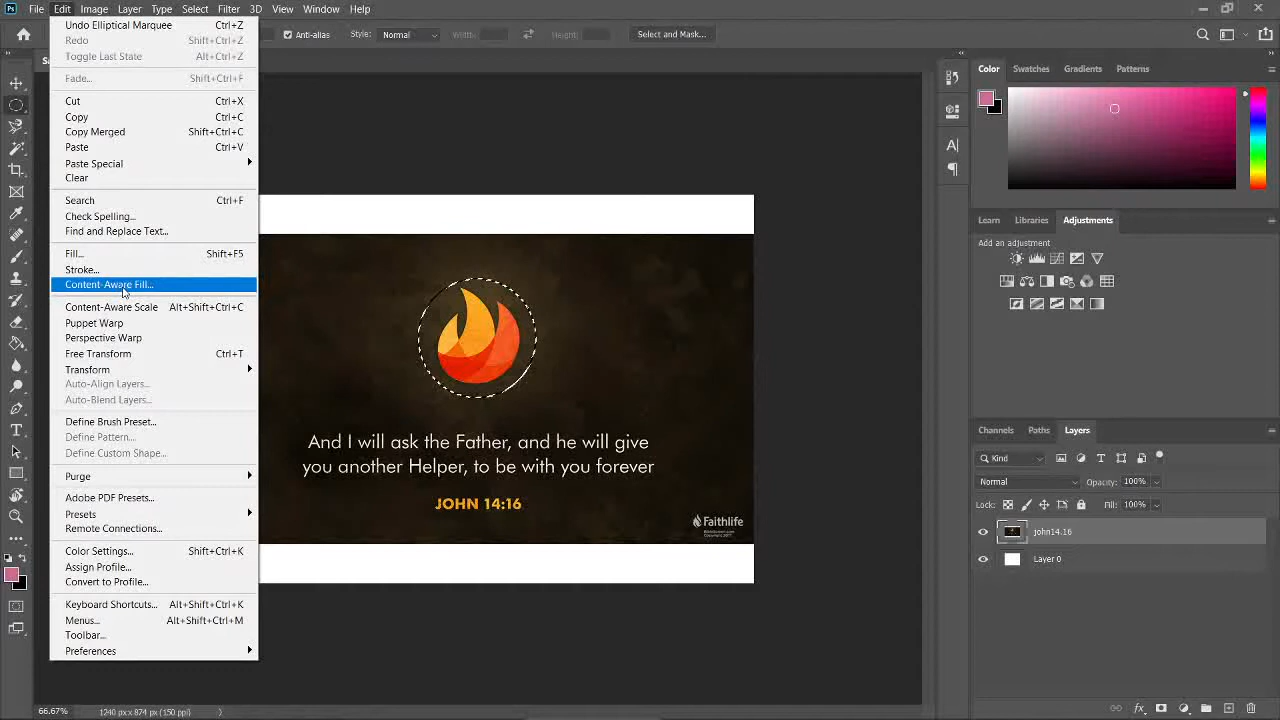 Ps File Edit Image Layer Type Select Filter 3D View Window Help
Anti-alias Style: Normal Width: Height: Select and Mask...
Undo Elliptical Marquee Ctrl+Z
Redo Shift+Ctrl+Z
Toggle Last State Alt+Ctrl+Z
Fade... Shift+Ctrl+F
Cut Ctrl+X
Copy Ctrl+C
Copy Merged Shift+Ctrl+C
Paste Ctrl+V
Paste Special
Clear
Search Ctrl+F
Check Spelling...
Find and Replace Text...
Fill... Shift+F5
Stroke...
Content-Aware Fill...
Content-Aware Scale Alt+Shift+Ctrl+C
Puppet Warp
Perspective Warp
Free Transform Ctrl+T
Transform
Auto-Align Layers...
Auto-Blend Layers...
Define Brush Preset...
Define Pattern...
Define Custom Shape...
Purge
Adobe PDF Presets...
Presets
Remote Connections...
Color Settings... Shift+Ctrl+K
Assign Profile...
Convert to Profile...
Keyboard Shortcuts... Alt+Shift+Ctrl+K
Menus... Alt+Shift+Ctrl+M
Toolbar...
Preferences
And I will ask the Father, and he will give
you another Helper, to be with you forever
JOHN 14:16
Faithlife
Color Swatches Gradients Patterns
Learn Libraries Adjustments
Add an adjustment
Channels Paths Layers
Kind
Normal Opacity: 100%
Lock: Fill: 100%
john14.16
Layer 0
66.67% 1240 px x 874 px (150 ppi)